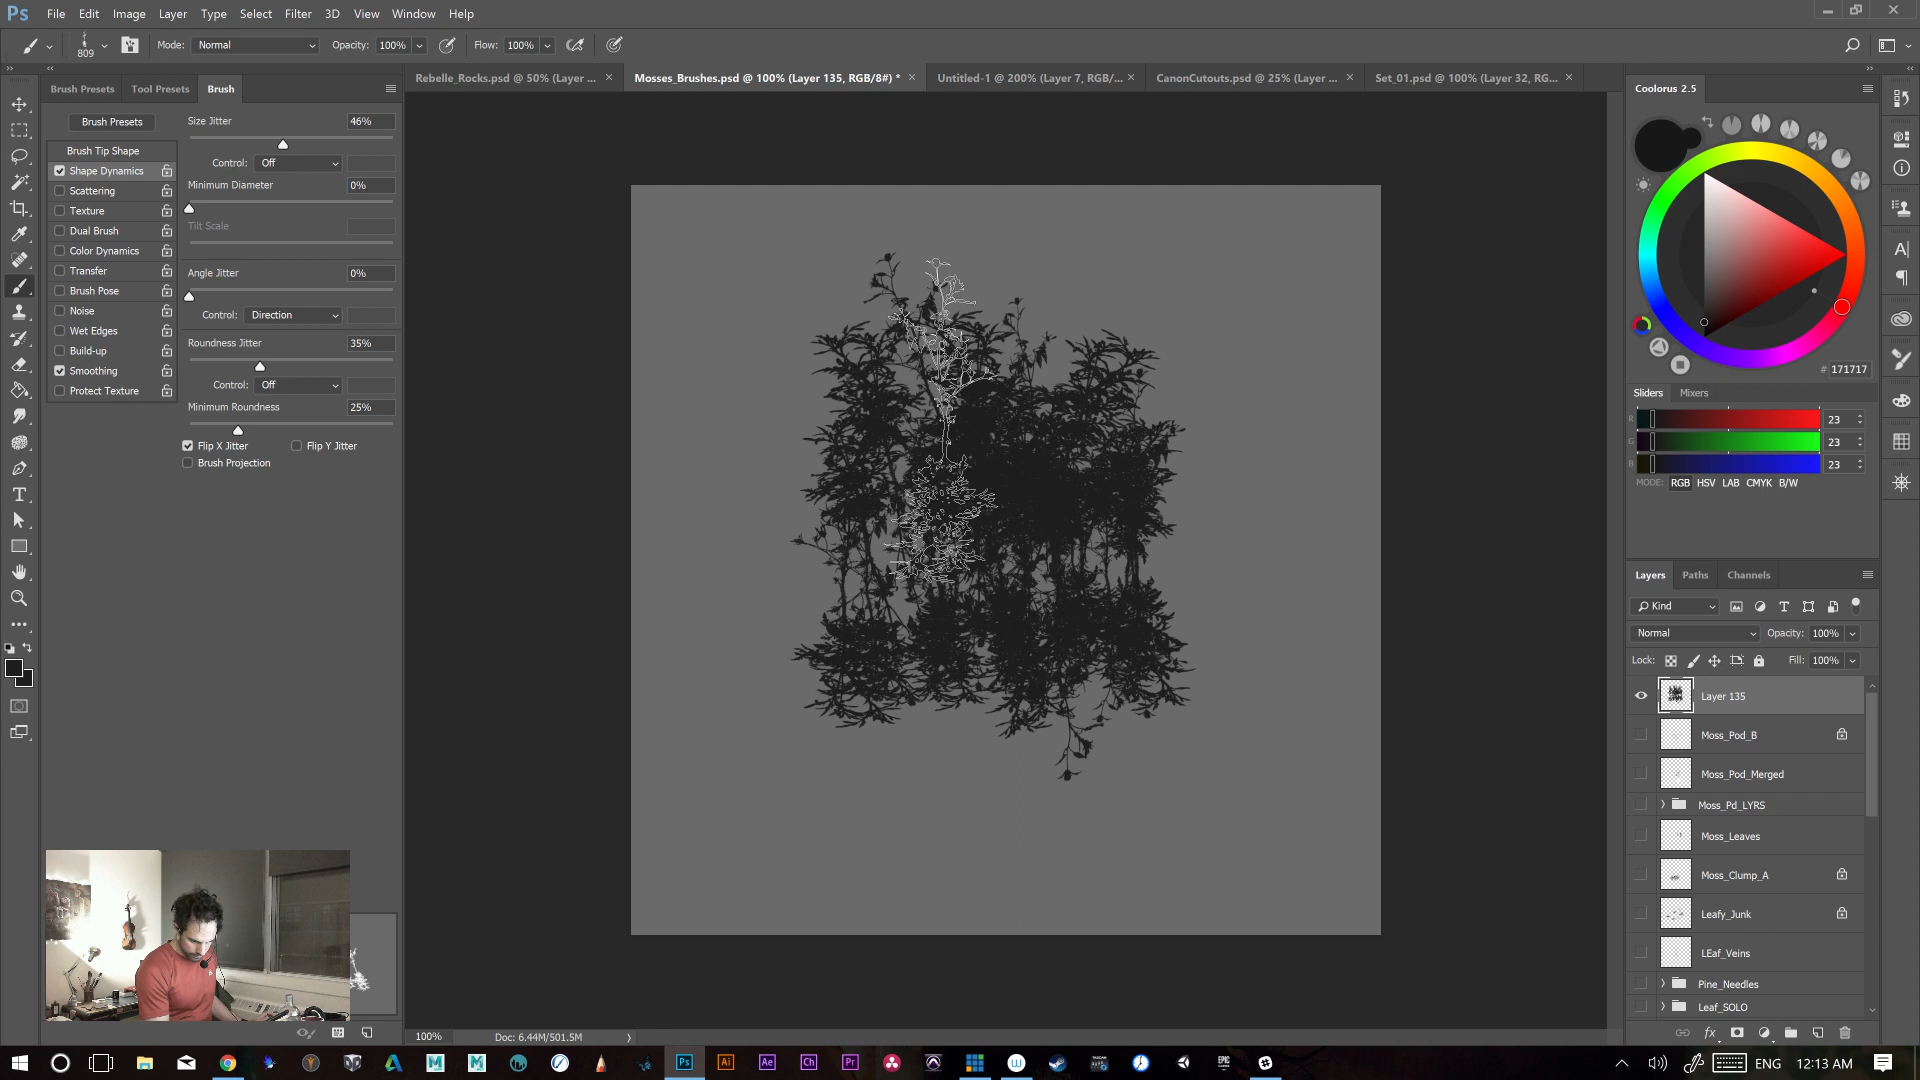 Ps File Edit Image Layer Type Select Filter 3D View Window Help
809 Mode: Normal Opacity: 100% Flow: 100%
Rebelle_Rocks.psd @ 50% (Layer ... Mosses_Brushes.psd @ 100% (Layer 135, RGB/8#) * Untitled-1 @ 200% (Layer 7, RGB/... CanonCutouts.psd @ 25% (Layer ... Set_01.psd @ 100% (Layer 32, RG...
Brush Presets Tool Presets Brush
Brush Presets
Brush Tip Shape
Shape Dynamics
Scattering
Texture
Dual Brush
Color Dynamics
Transfer
Brush Pose
Noise
Wet Edges
Build-up
Smoothing
Protect Texture
Size Jitter 46%
Control: Off
Minimum Diameter 0%
Tilt Scale
Angle Jitter 0%
Control: Direction
Roundness Jitter 35%
Control: Off
Minimum Roundness 25%
Flip X Jitter Flip Y Jitter
Brush Projection
Coolorus 2.5
# 171717
Sliders Mixers
R 23
G 23
B 23
MODE: RGB HSV LAB CMYK B/W
Layers Paths Channels
Kind
Normal Opacity: 100%
Lock: Fill: 100%
Layer 135
Moss_Pod_B
Moss_Pod_Merged
Moss_Pd_LYRS
Moss_Leaves
Moss_Clump_A
Leafy_Junk
LEaf_Veins
Pine_Needles
Leaf_SOLO
fx
100% Doc: 6.44M/501.5M
Ps Ai Ae Ch Pr ENG 12:13 AM